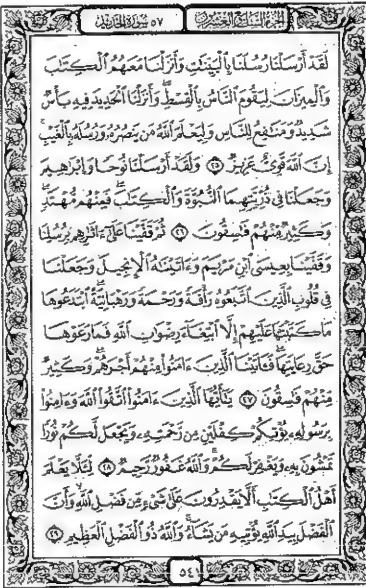 الجزء السابع والعشرون ٥٧ سورة الحديد
لَقَدْ أَرْسَلْنَا رُسُلَنَا بِالْبَيِّنَاتِ وَأَنزَلْنَا مَعَهُمُ الْكِتَابَ
وَالْمِيزَانَ لِيَقُومَ النَّاسُ بِالْقِسْطِ وَأَنزَلْنَا الْحَدِيدَ فِيهِ بَأْسٌ
شَدِيدٌ وَمَنَافِعُ لِلنَّاسِ وَلِيَعْلَمَ اللَّهُ مَن يَنصُرُهُ وَرُسُلَهُ بِالْغَيْبِ
إِنَّ اللَّهَ قَوِيٌّ عَزِيزٌ ٢٥ وَلَقَدْ أَرْسَلْنَا نُوحًا وَإِبْرَاهِيمَ
وَجَعَلْنَا فِي ذُرِّيَّتِهِمَا النُّبُوَّةَ وَالْكِتَابَ فَمِنْهُم مُّهْتَدٍ
وَكَثِيرٌ مِّنْهُمْ فَاسِقُونَ ٢٦ ثُمَّ قَفَّيْنَا عَلَىٰ آثَارِهِم بِرُسُلِنَا
وَقَفَّيْنَا بِعِيسَى ابْنِ مَرْيَمَ وَآتَيْنَاهُ الْإِنجِيلَ وَجَعَلْنَا
فِي قُلُوبِ الَّذِينَ اتَّبَعُوهُ رَأْفَةً وَرَحْمَةً وَرَهْبَانِيَّةً ابْتَدَعُوهَا
مَا كَتَبْنَاهَا عَلَيْهِمْ إِلَّا ابْتِغَاءَ رِضْوَانِ اللَّهِ فَمَا رَعَوْهَا
حَقَّ رِعَايَتِهَا فَآتَيْنَا الَّذِينَ آمَنُوا مِنْهُمْ أَجْرَهُمْ وَكَثِيرٌ
مِّنْهُمْ فَاسِقُونَ ٢٧ يَا أَيُّهَا الَّذِينَ آمَنُوا اتَّقُوا اللَّهَ وَآمِنُوا
بِرَسُولِهِ يُؤْتِكُمْ كِفْلَيْنِ مِن رَّحْمَتِهِ وَيَجْعَل لَّكُمْ نُورًا
تَمْشُونَ بِهِ وَيَغْفِرْ لَكُمْ وَاللَّهُ غَفُورٌ رَّحِيمٌ ٢٨ لِّئَلَّا يَعْلَمَ
أَهْلُ الْكِتَابِ أَلَّا يَقْدِرُونَ عَلَىٰ شَيْءٍ مِّن فَضْلِ اللَّهِ وَأَنَّ
الْفَضْلَ بِيَدِ اللَّهِ يُؤْتِيهِ مَن يَشَاءُ وَاللَّهُ ذُو الْفَضْلِ الْعَظِيمِ ٢٩
٥٤١